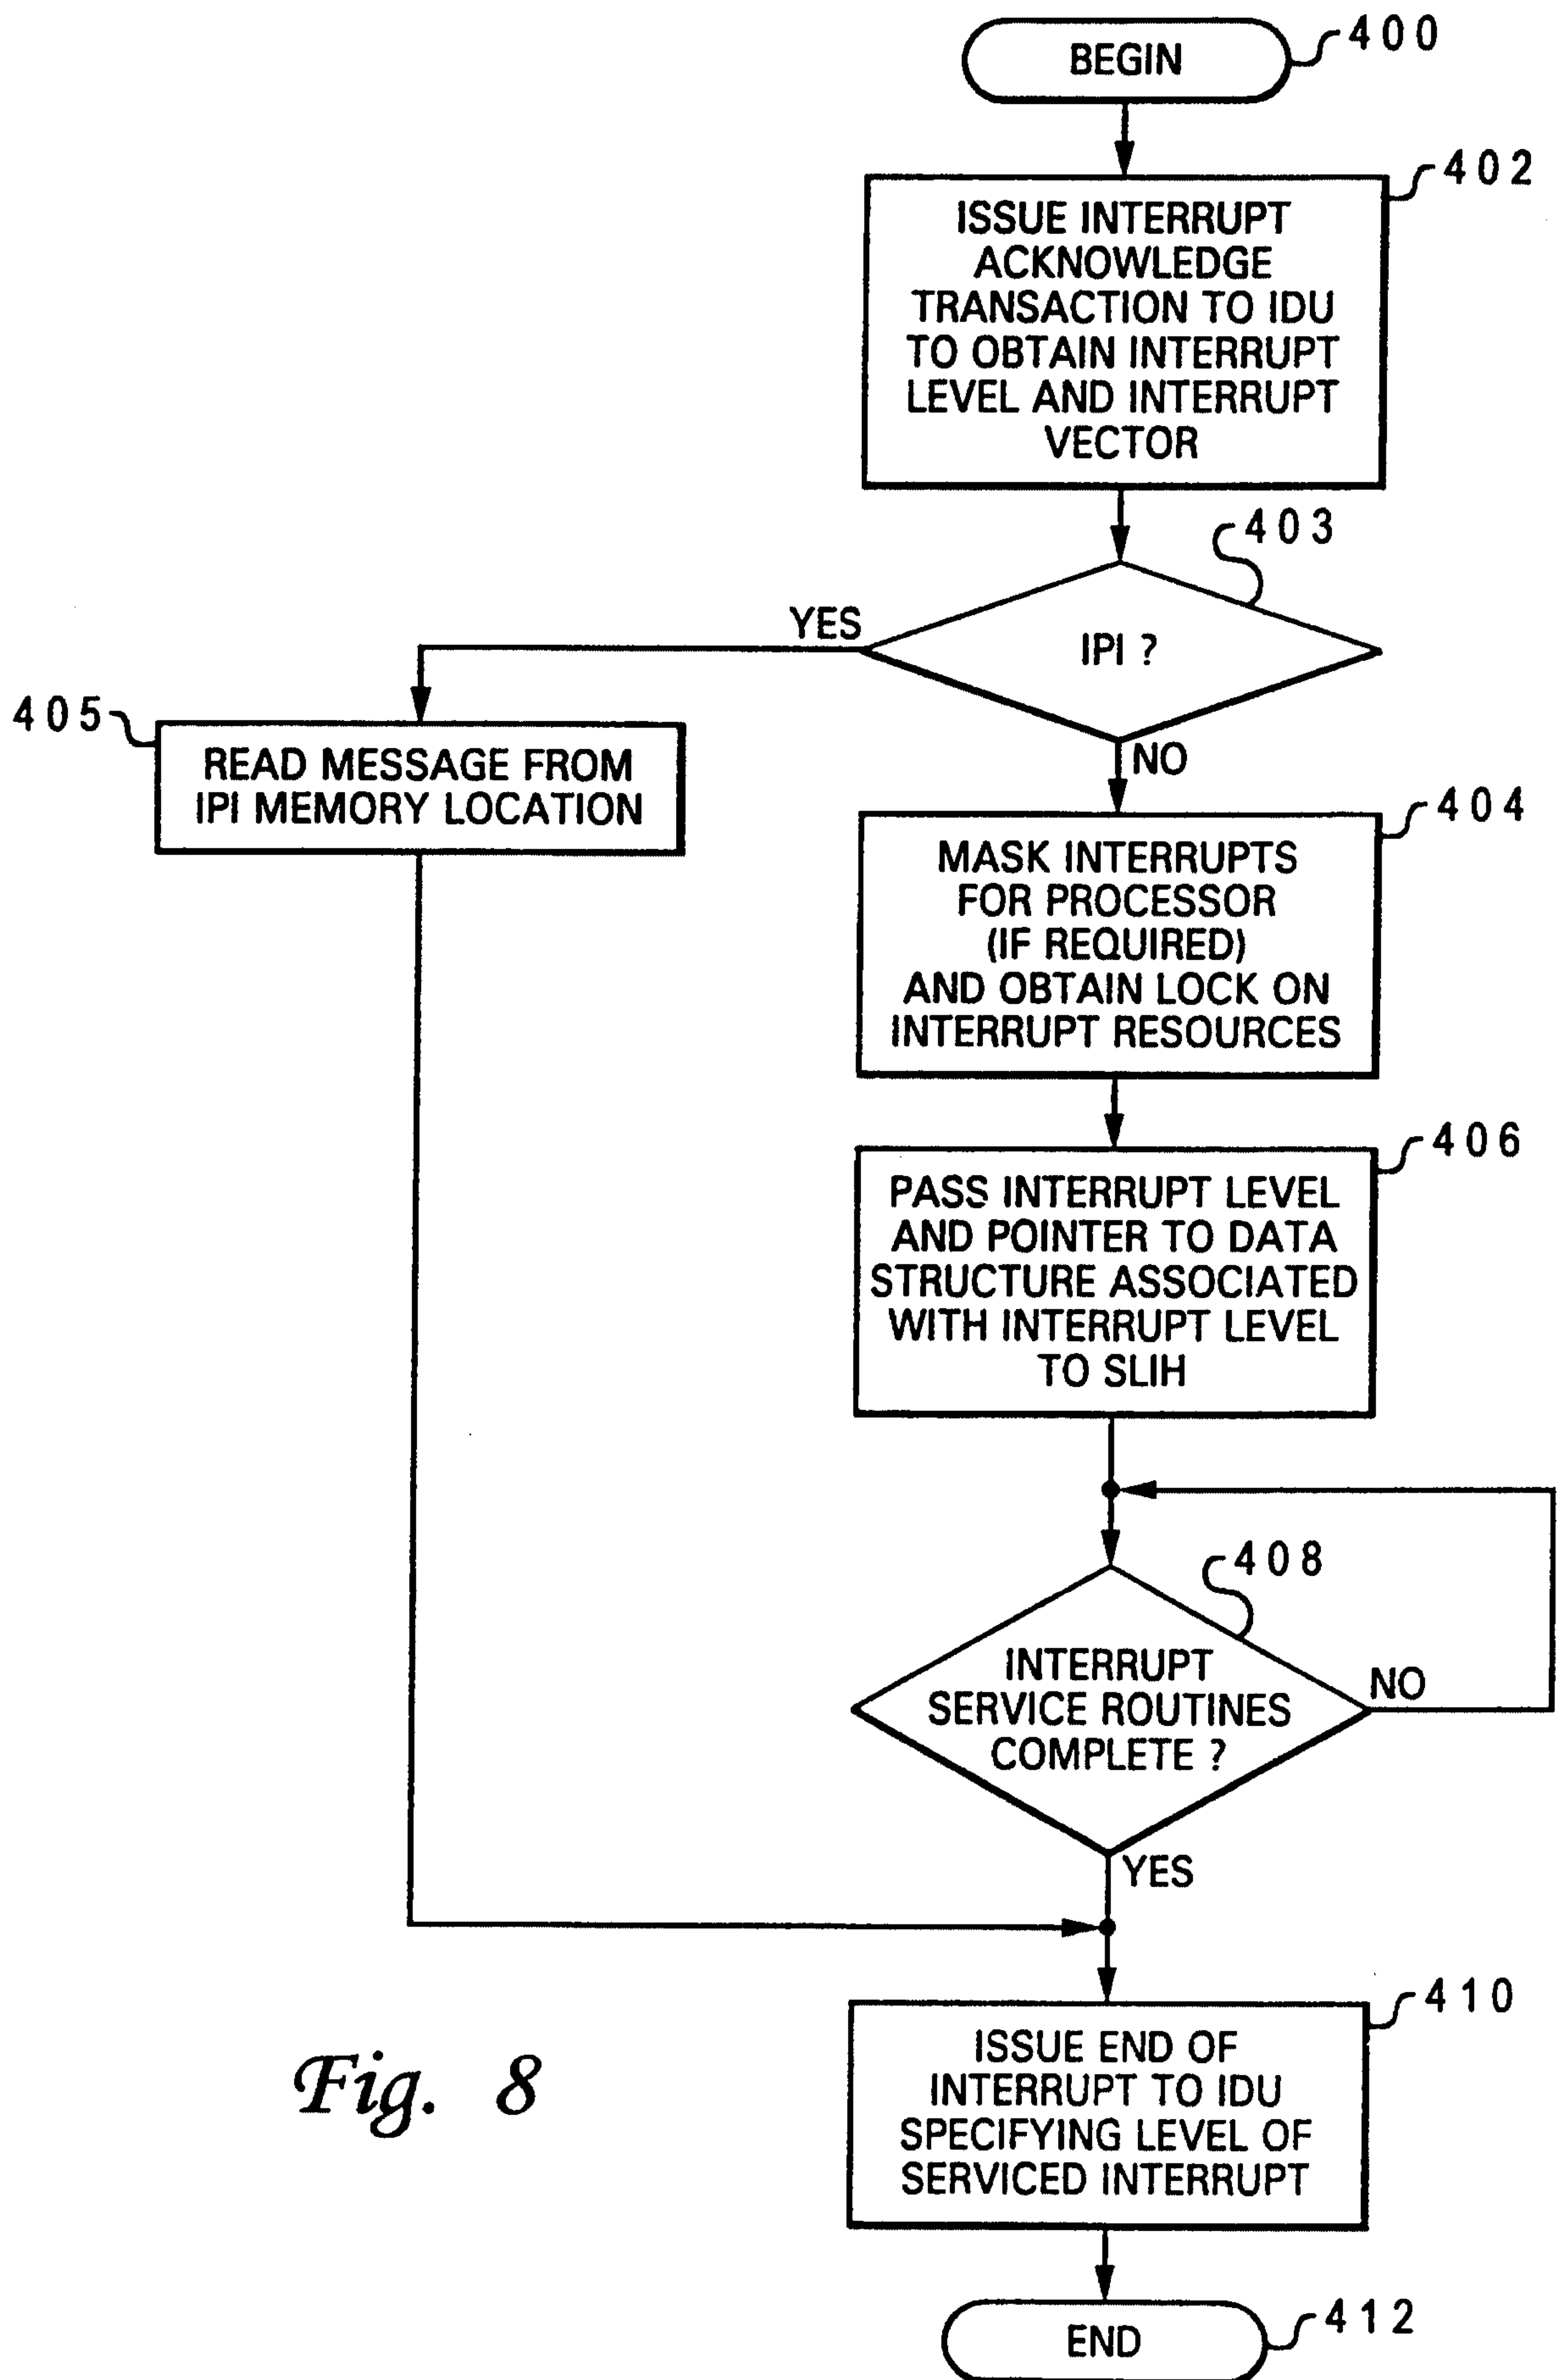 BEGIN
400
402
ISSUE INTERRUPT
ACKNOWLEDGE
TRANSACTION TO IDU
TO OBTAIN INTERRUPT
LEVEL AND INTERRUPT
VECTOR
403
IPI ?
YES
NO
405
READ MESSAGE FROM
IPI MEMORY LOCATION
404
MASK INTERRUPTS
FOR PROCESSOR
(IF REQUIRED)
AND OBTAIN LOCK ON
INTERRUPT RESOURCES
406
PASS INTERRUPT LEVEL
AND POINTER TO DATA
STRUCTURE ASSOCIATED
WITH INTERRUPT LEVEL
TO SLIH
408
INTERRUPT
SERVICE ROUTINES
COMPLETE ?
NO
YES
410
ISSUE END OF
INTERRUPT TO IDU
SPECIFYING LEVEL OF
SERVICED INTERRUPT
Fig. 8
END
412